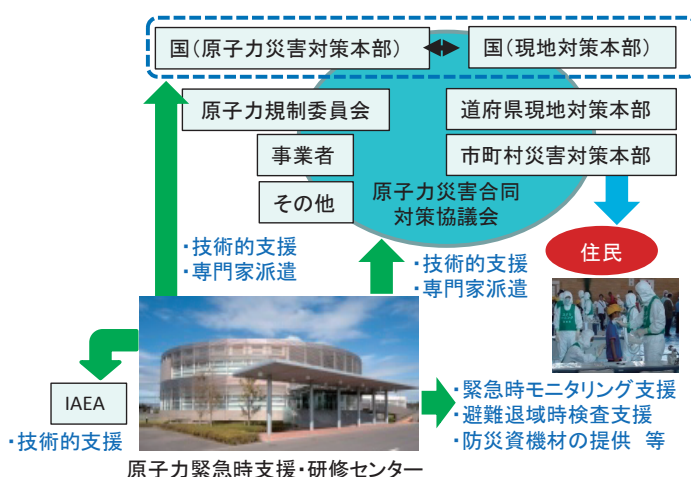 国(原子力災害対策本部)
国(現地対策本部)
原子力規制委員会
道府県現地対策本部
事業者
市町村災害対策本部
その他
原子力災害合同
対策協議会
・技術的支援
・専門家派遣
・技術的支援
・専門家派遣
住民
IAEA
・技術的支援
・緊急時モニタリング支援
・避難退域時検査支援
・防災資機材の提供 等
原子力緊急時支援・研修センター